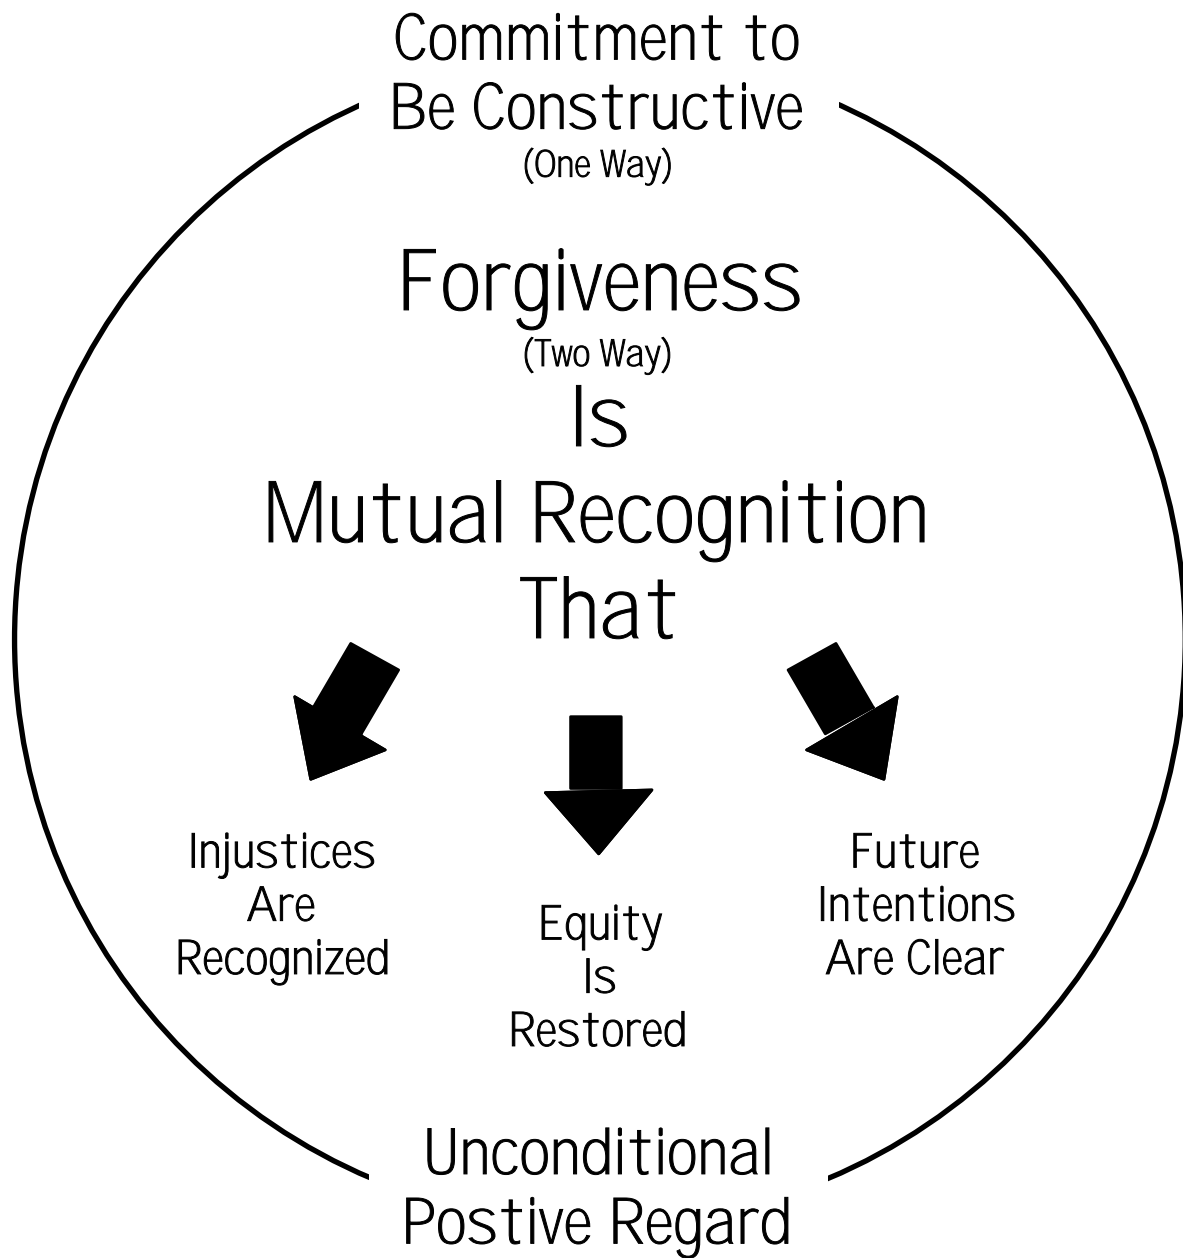 Commitment to
Be Constructive
(One Way)
Forgiveness
(Two Way)
Is
Mutual Recognition
That
Injustices
Are
Recognized
Equity
Is
Restored
Future
Intentions
Are Clear
Unconditional
Postive Regard